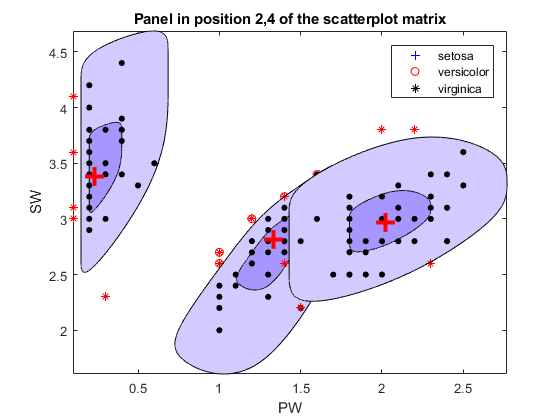 Panel in position 2,4 of the scatterplot matrix
4.5
4
3.5
3
2.5
2
SW
setosa
versicolor
virginica
0.5
1
1.5
2
2.5
PW